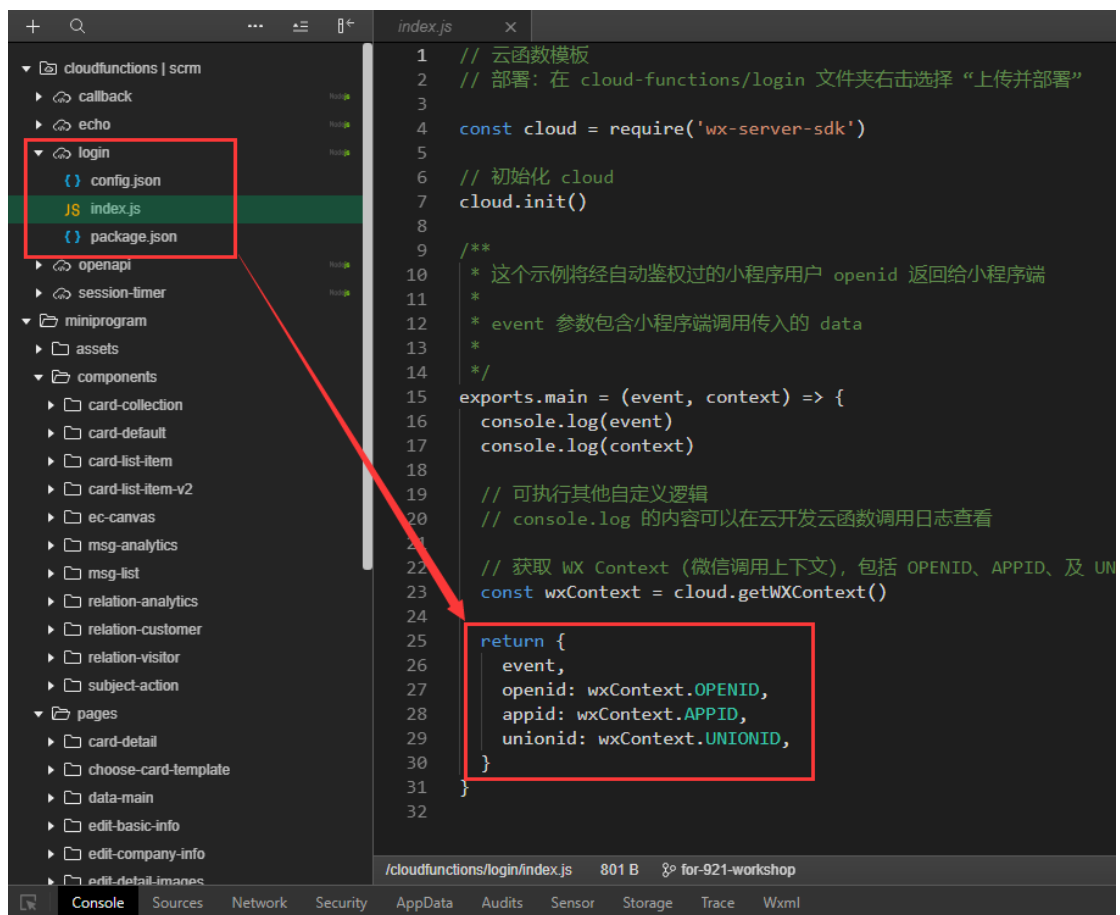 index.js
cloudfunctions | scrm
callback
echo
login
config.json
JS index.js
package.json
openapi
session-timer
miniprogram
assets
components
card-collection
card-default
card-list-item
card-list-item-v2
ec-canvas
msg-analytics
msg-list
relation-analytics
relation-customer
relation-visitor
subject-action
pages
card-detail
choose-card-template
data-main
edit-basic-info
edit-company-info
edit-detail-images
1 // 云函数模板
2 // 部署：在 cloud-functions/login 文件夹右击选择 “上传并部署”
3
4 const cloud = require('wx-server-sdk')
5
6 // 初始化 cloud
7 cloud.init()
8
9 /**
10 * 这个示例将经自动鉴权过的小程序用户 openid 返回给小程序端
11 *
12 * event 参数包含小程序端调用传入的 data
13 *
14 */
15 exports.main = (event, context) => {
16 console.log(event)
17 console.log(context)
18
19 // 可执行其他自定义逻辑
20 // console.log 的内容可以在云开发云函数调用日志查看
21
22 // 获取 WX Context (微信调用上下文)，包括 OPENID、APPID、及 UN
23 const wxContext = cloud.getWXContext()
24
25 return {
26 event,
27 openid: wxContext.OPENID,
28 appid: wxContext.APPID,
29 unionid: wxContext.UNIONID,
30 }
31 }
32
/cloudfunctions/login/index.js 801 B for-921-workshop
Console Sources Network Security AppData Audits Sensor Storage Trace Wxml